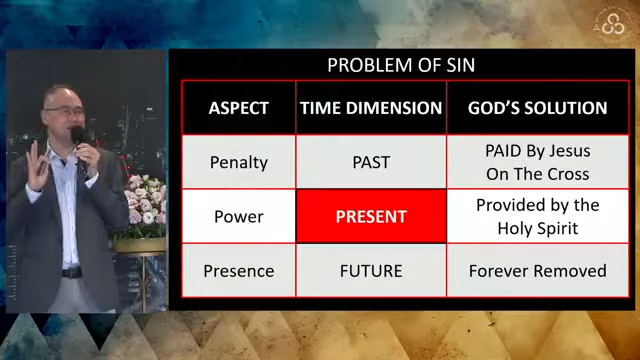 PROBLEM OF SIN
ASPECT
TIME DIMENSION
GOD'S SOLUTION
Penalty
PAST
PAID By Jesus
On The Cross
Power
PRESENT
Provided by the
Holy Spirit
Presence
FUTURE
Forever Removed